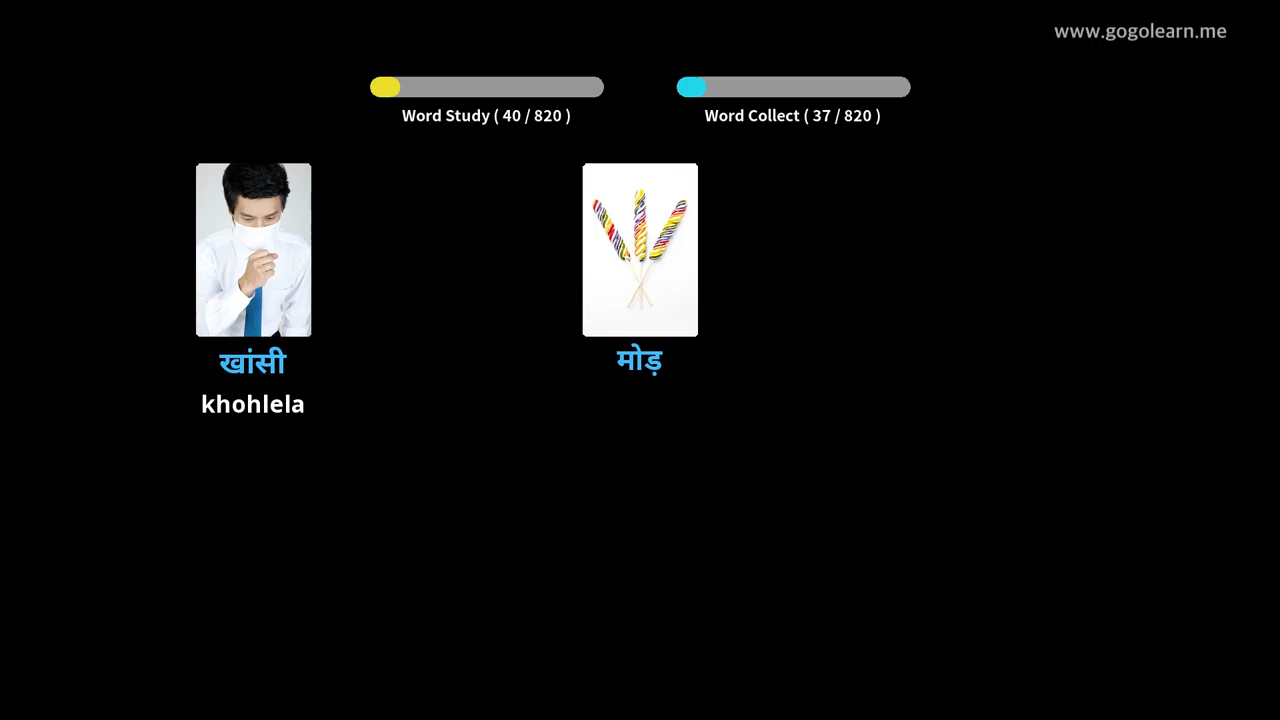 www.gogolearn.me
Word Study ( 40 / 820 )
Word Collect ( 37 / 820 )
खांसी
मोड़
khohlela